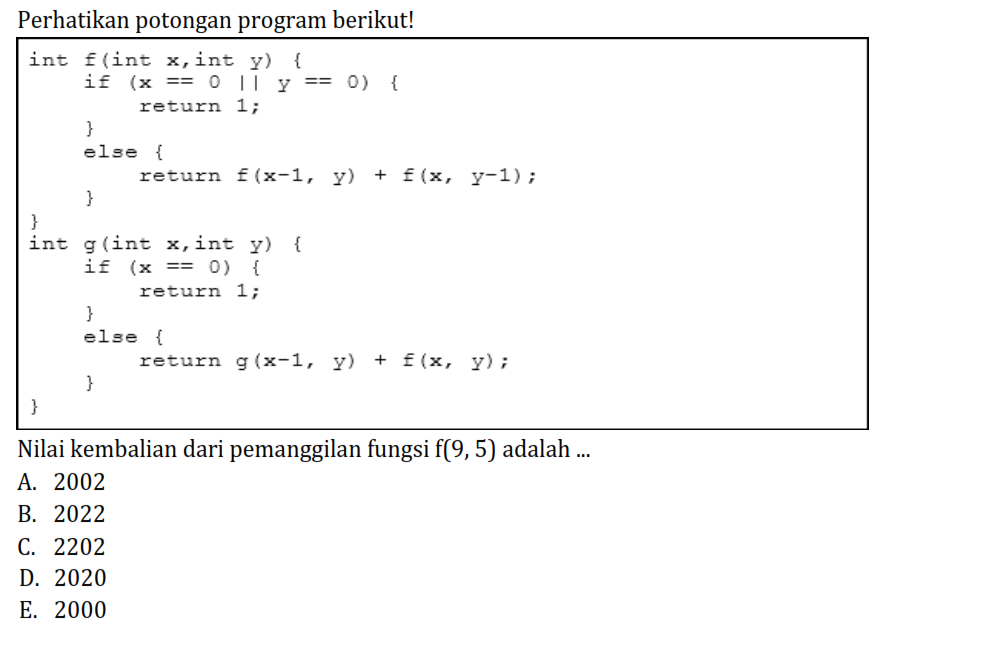 Perhatikan potongan program berikut!
int f(int x,int y) {
    if (x == 0 || y == 0) {
        return 1;
    }
    else {
        return f(x-1, y) + f(x, y-1);
    }
}
int g(int x,int y) {
    if (x == 0) {
        return 1;
    }
    else {
        return g(x-1, y) + f(x, y);
    }
}
Nilai kembalian dari pemanggilan fungsi f(9, 5) adalah ...
A. 2002
B. 2022
C. 2202
D. 2020
E. 2000